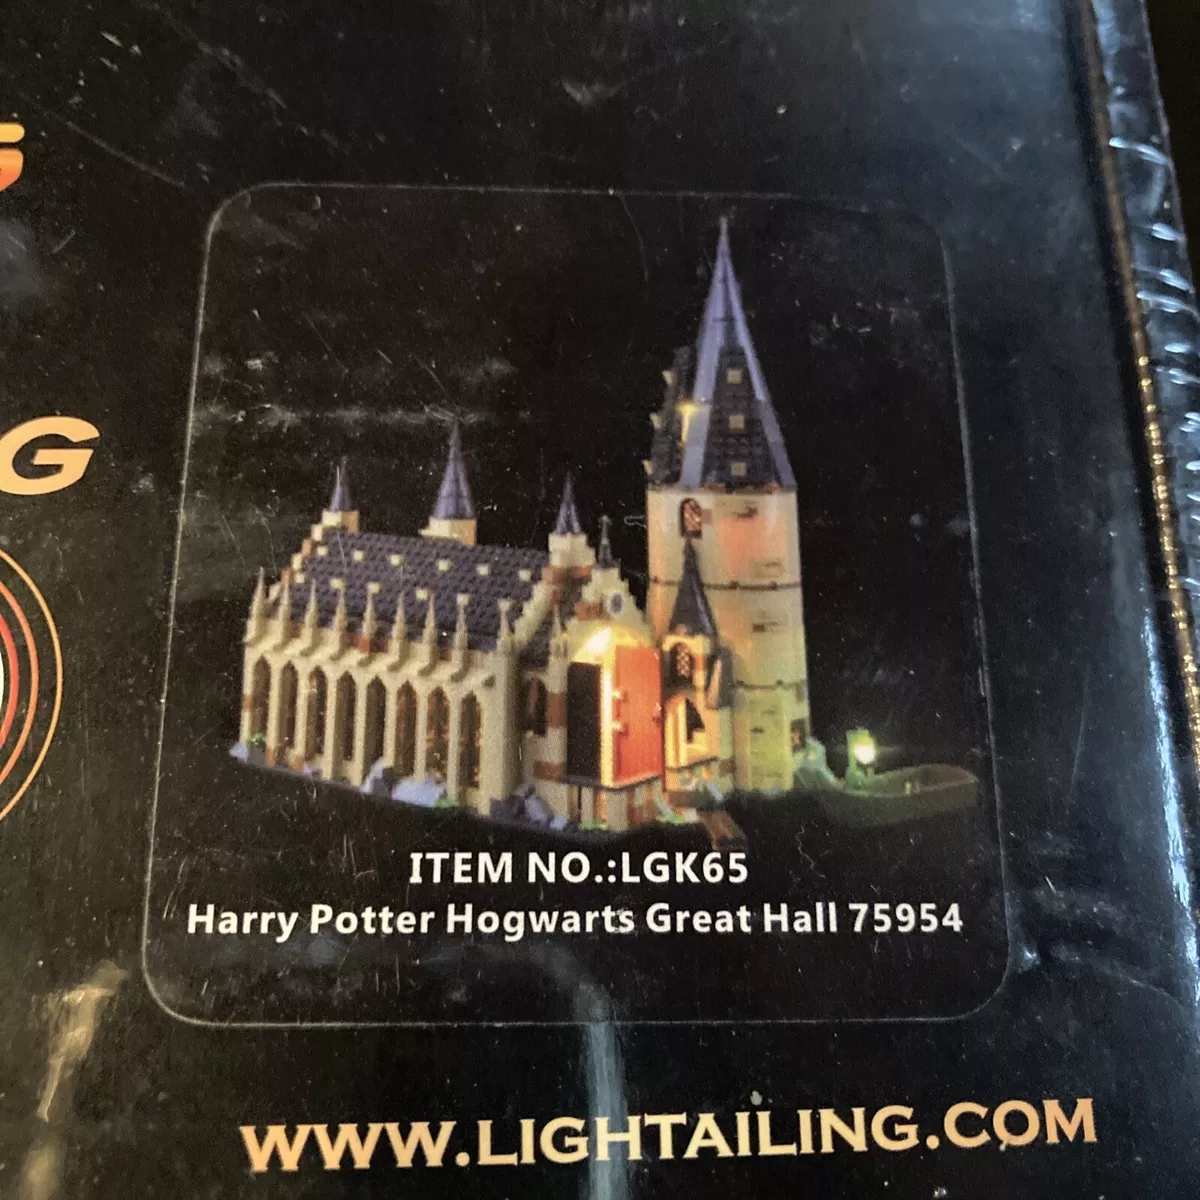 G
G
ITEM NO.:LGK65
Harry Potter Hogwarts Great Hall 75954
WWW.LIGHTAILING.COM